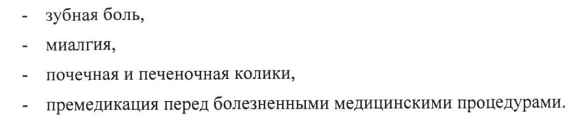 - зубная боль,
- миалгия,
- почечная и печеночная колики,
- премедикация перед болезненными медицинскими процедурами.